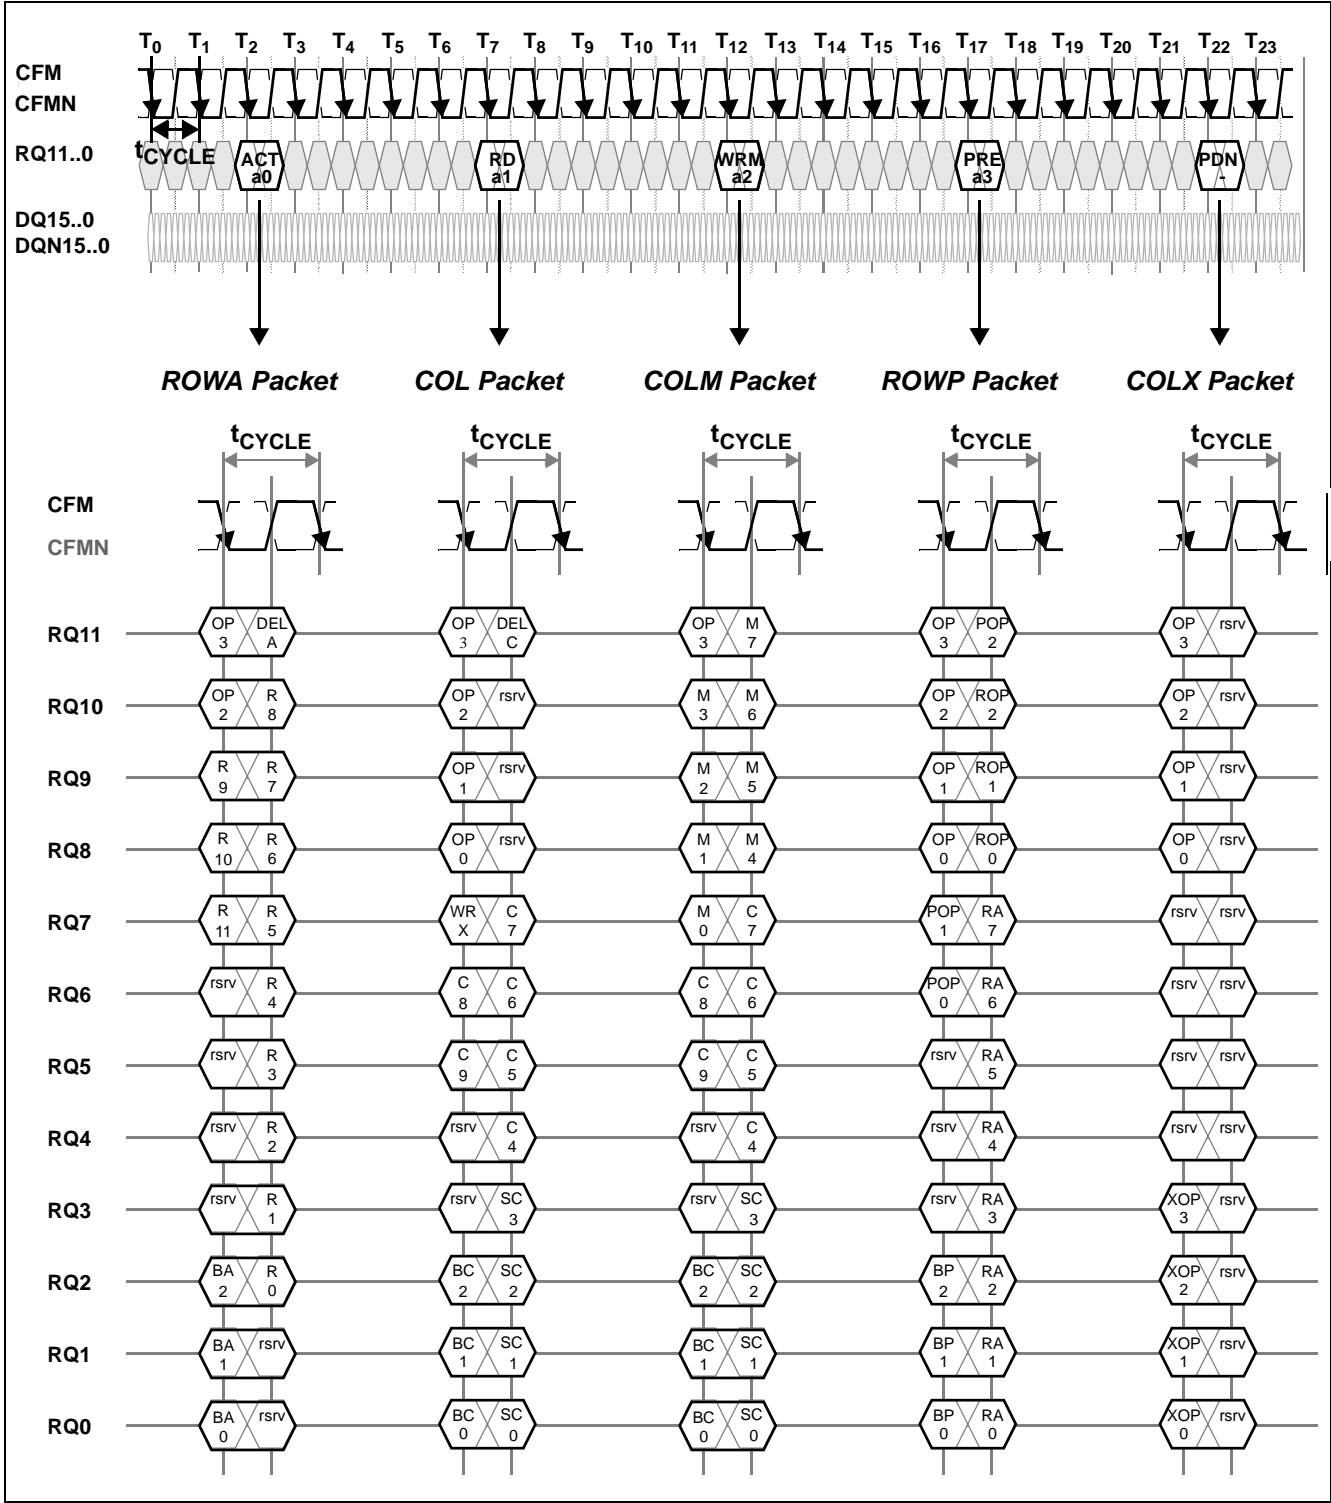 T0 T1 T2 T3 T4 T5 T6 T7 T8 T9 T10 T11 T12 T13 T14 T15 T16 T17 T18 T19 T20 T21 T22 T23
CFM
CFMN
RQ11..0 tCYCLE ACT a0 RD a1 WRM a2 PRE a3 PDN -
DQ15..0
DQN15..0
ROWA Packet COL Packet COLM Packet ROWP Packet COLX Packet
tCYCLE tCYCLE tCYCLE tCYCLE tCYCLE
CFM
CFMN
RQ11 OP 3 DEL A OP 3 DEL C OP 3 M 7 OP 3 POP 2 OP 3 rsrv
RQ10 OP 2 R 8 OP 2 rsrv M 3 M 6 OP 2 ROP 2 OP 2 rsrv
RQ9 R 9 R 7 OP 1 rsrv M 2 M 5 OP 1 ROP 1 OP 1 rsrv
RQ8 R 10 R 6 OP 0 rsrv M 1 M 4 OP 0 ROP 0 OP 0 rsrv
RQ7 R 11 R 5 WR X C 7 M 0 C 7 POP 1 RA 7 rsrv rsrv
RQ6 rsrv R 4 C 8 C 6 C 8 C 6 POP 0 RA 6 rsrv rsrv
RQ5 rsrv R 3 C 9 C 5 C 9 C 5 rsrv RA 5 rsrv rsrv
RQ4 rsrv R 2 rsrv C 4 rsrv C 4 rsrv RA 4 rsrv rsrv
RQ3 rsrv R 1 rsrv SC 3 rsrv SC 3 rsrv RA 3 XOP 3 rsrv
RQ2 BA 2 R 0 BC 2 SC 2 BC 2 SC 2 BP 2 RA 2 XOP 2 rsrv
RQ1 BA 1 rsrv BC 1 SC 1 BC 1 SC 1 BP 1 RA 1 XOP 1 rsrv
RQ0 BA 0 rsrv BC 0 SC 0 BC 0 SC 0 BP 0 RA 0 XOP 0 rsrv